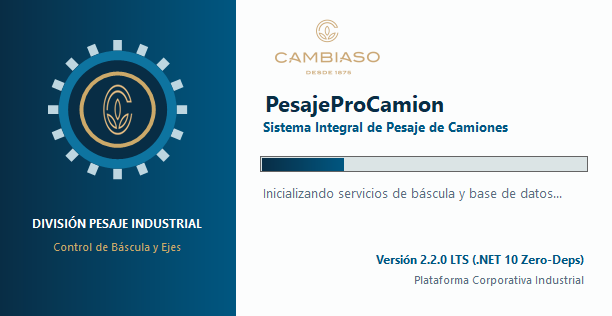 DIVISIÓN PESAJE INDUSTRIAL
Control de Báscula y Ejes
CAMBIASO
DESDE 1876
PesajeProCamion
Sistema Integral de Pesaje de Camiones
Inicializando servicios de báscula y base de datos...
Versión 2.2.0 LTS (.NET 10 Zero-Deps)
Plataforma Corporativa Industrial